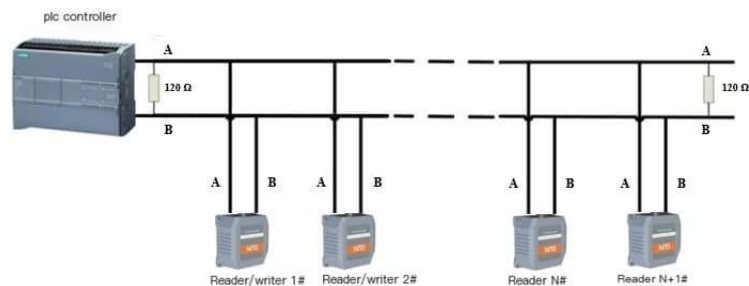 plc controller
A
A
120 Ω
120 Ω
B
B
A
B
A
B
A
B
A
B
Reader/writer 1#
Reader/writer 2#
Reader N#
Reader N+1#